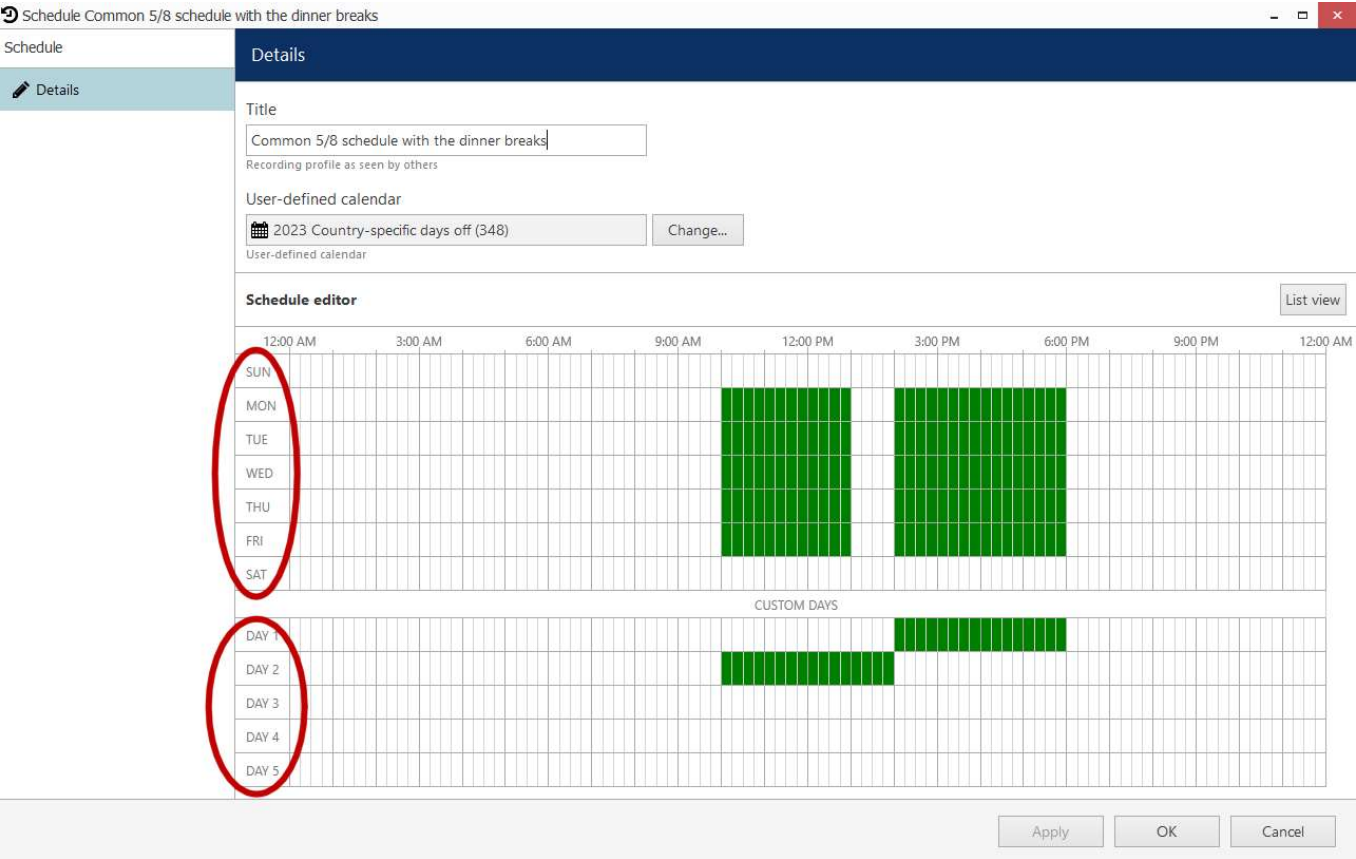 Schedule Common 5/8 schedule with the dinner breaks
Schedule
Details
Details
Title
Common 5/8 schedule with the dinner breaks
Recording profile as seen by others
User-defined calendar
2023 Country-specific days off (348)
Change...
User-defined calendar
Schedule editor
List view
12:00 AM 3:00 AM 6:00 AM 9:00 AM 12:00 PM 3:00 PM 6:00 PM 9:00 PM 12:00 AM
SUN
MON
TUE
WED
THU
FRI
SAT
CUSTOM DAYS
DAY 1
DAY 2
DAY 3
DAY 4
DAY 5
Apply OK Cancel